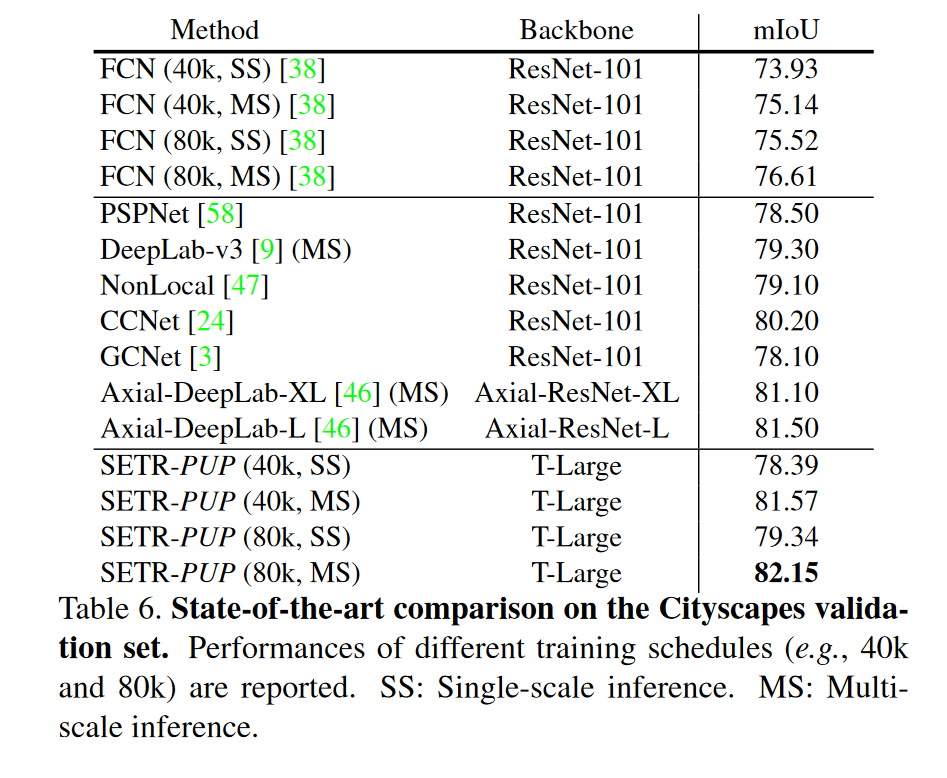 Method Backbone mIoU
FCN (40k, SS) [38] ResNet-101 73.93
FCN (40k, MS) [38] ResNet-101 75.14
FCN (80k, SS) [38] ResNet-101 75.52
FCN (80k, MS) [38] ResNet-101 76.61
PSPNet [58] ResNet-101 78.50
DeepLab-v3 [9] (MS) ResNet-101 79.30
NonLocal [47] ResNet-101 79.10
CCNet [24] ResNet-101 80.20
GCNet [3] ResNet-101 78.10
Axial-DeepLab-XL [46] (MS) Axial-ResNet-XL 81.10
Axial-DeepLab-L [46] (MS) Axial-ResNet-L 81.50
SETR-PUP (40k, SS) T-Large 78.39
SETR-PUP (40k, MS) T-Large 81.57
SETR-PUP (80k, SS) T-Large 79.34
SETR-PUP (80k, MS) T-Large 82.15
Table 6. State-of-the-art comparison on the Cityscapes valida-
tion set. Performances of different training schedules (e.g., 40k
and 80k) are reported. SS: Single-scale inference. MS: Multi-
scale inference.